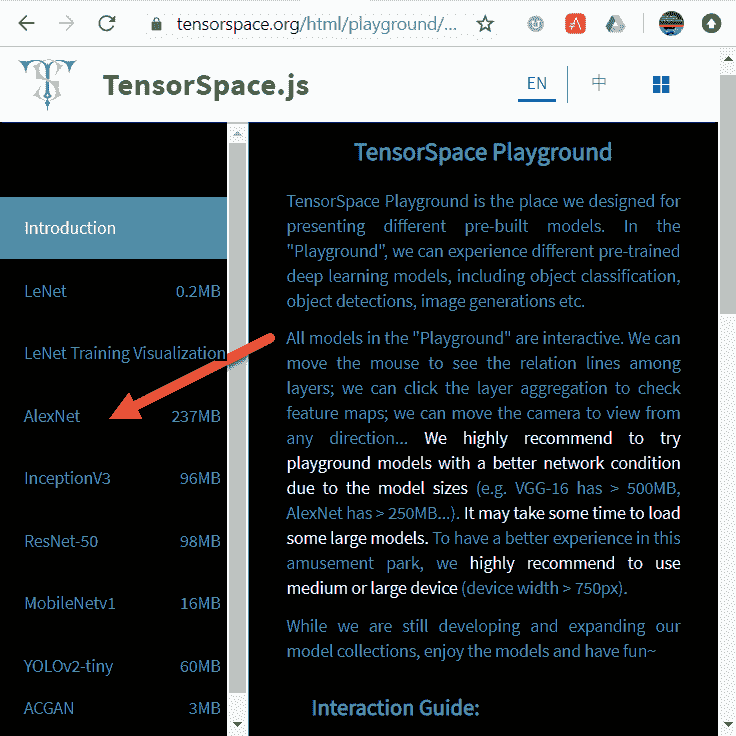 tensorspace.org/html/playground/...
TensorSpace.js
EN
中
Introduction
LeNet 0.2MB
LeNet Training Visualization
AlexNet 237MB
InceptionV3 96MB
ResNet-50 98MB
MobileNetv1 16MB
YOLOv2-tiny 60MB
ACGAN 3MB
TensorSpace Playground
TensorSpace Playground is the place we designed for
presenting different pre-built models. In the
"Playground", we can experience different pre-trained
deep learning models, including object classification,
object detections, image generations etc.
All models in the "Playground" are interactive. We can
move the mouse to see the relation lines among
layers; we can click the layer aggregation to check
feature maps; we can move the camera to view from
any direction... We highly recommend to try
playground models with a better network condition
due to the model sizes (e.g. VGG-16 has > 500MB,
AlexNet has > 250MB...). It may take some time to load
some large models. To have a better experience in this
amusement park, we highly recommend to use
medium or large device (device width > 750px).
While we are still developing and expanding our
model collections, enjoy the models and have fun~
Interaction Guide: